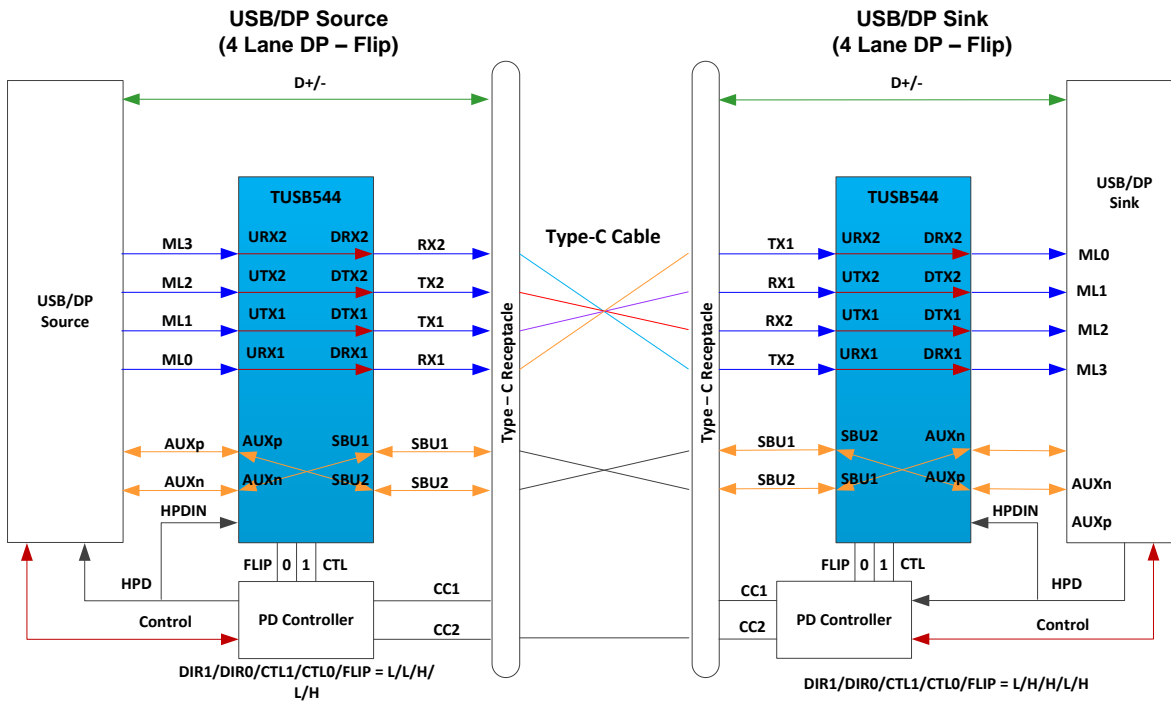 USB/DP Source
(4 Lane DP – Flip)
USB/DP Sink
(4 Lane DP – Flip)
D+/-
D+/-
TUSB544
TUSB544
USB/DP
Source
USB/DP
Sink
Type-C Cable
Type – C Receptacle
Type – C Receptacle
ML3
URX2
DRX2
RX2
TX1
URX2
DRX2
ML0
ML2
UTX2
DTX2
TX2
RX1
UTX2
DTX2
ML1
ML1
UTX1
DTX1
TX1
RX2
UTX1
DTX1
ML2
ML0
URX1
DRX1
RX1
TX2
URX1
DRX1
ML3
AUXp
AUXp
SBU1
SBU1
SBU1
SBU2
AUXn
AUXn
AUXn
SBU2
SBU2
SBU2
SBU1
AUXp
AUXn
HPDIN
HPDIN
AUXp
FLIP
0
1
CTL
FLIP
0
1
CTL
HPD
CC1
CC1
HPD
Control
PD Controller
CC2
CC2
PD Controller
Control
DIR1/DIR0/CTL1/CTL0/FLIP = L/L/H/
L/H
DIR1/DIR0/CTL1/CTL0/FLIP = L/H/H/L/H